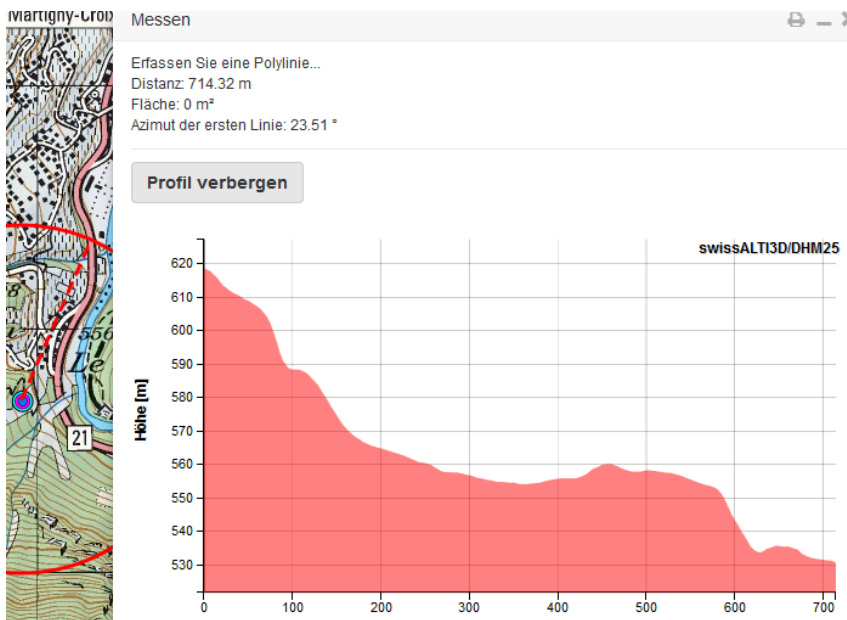 Martigny-Croix
556
Le
21
Messen
Erfassen Sie eine Polylinie...
Distanz: 714.32 m
Fläche: 0 m²
Azimut der ersten Linie: 23.51 °
Profil verbergen
swissALTI3D/DHM25
Höhe [m]
620
610
600
590
580
570
560
550
540
530
0
100
200
300
400
500
600
700